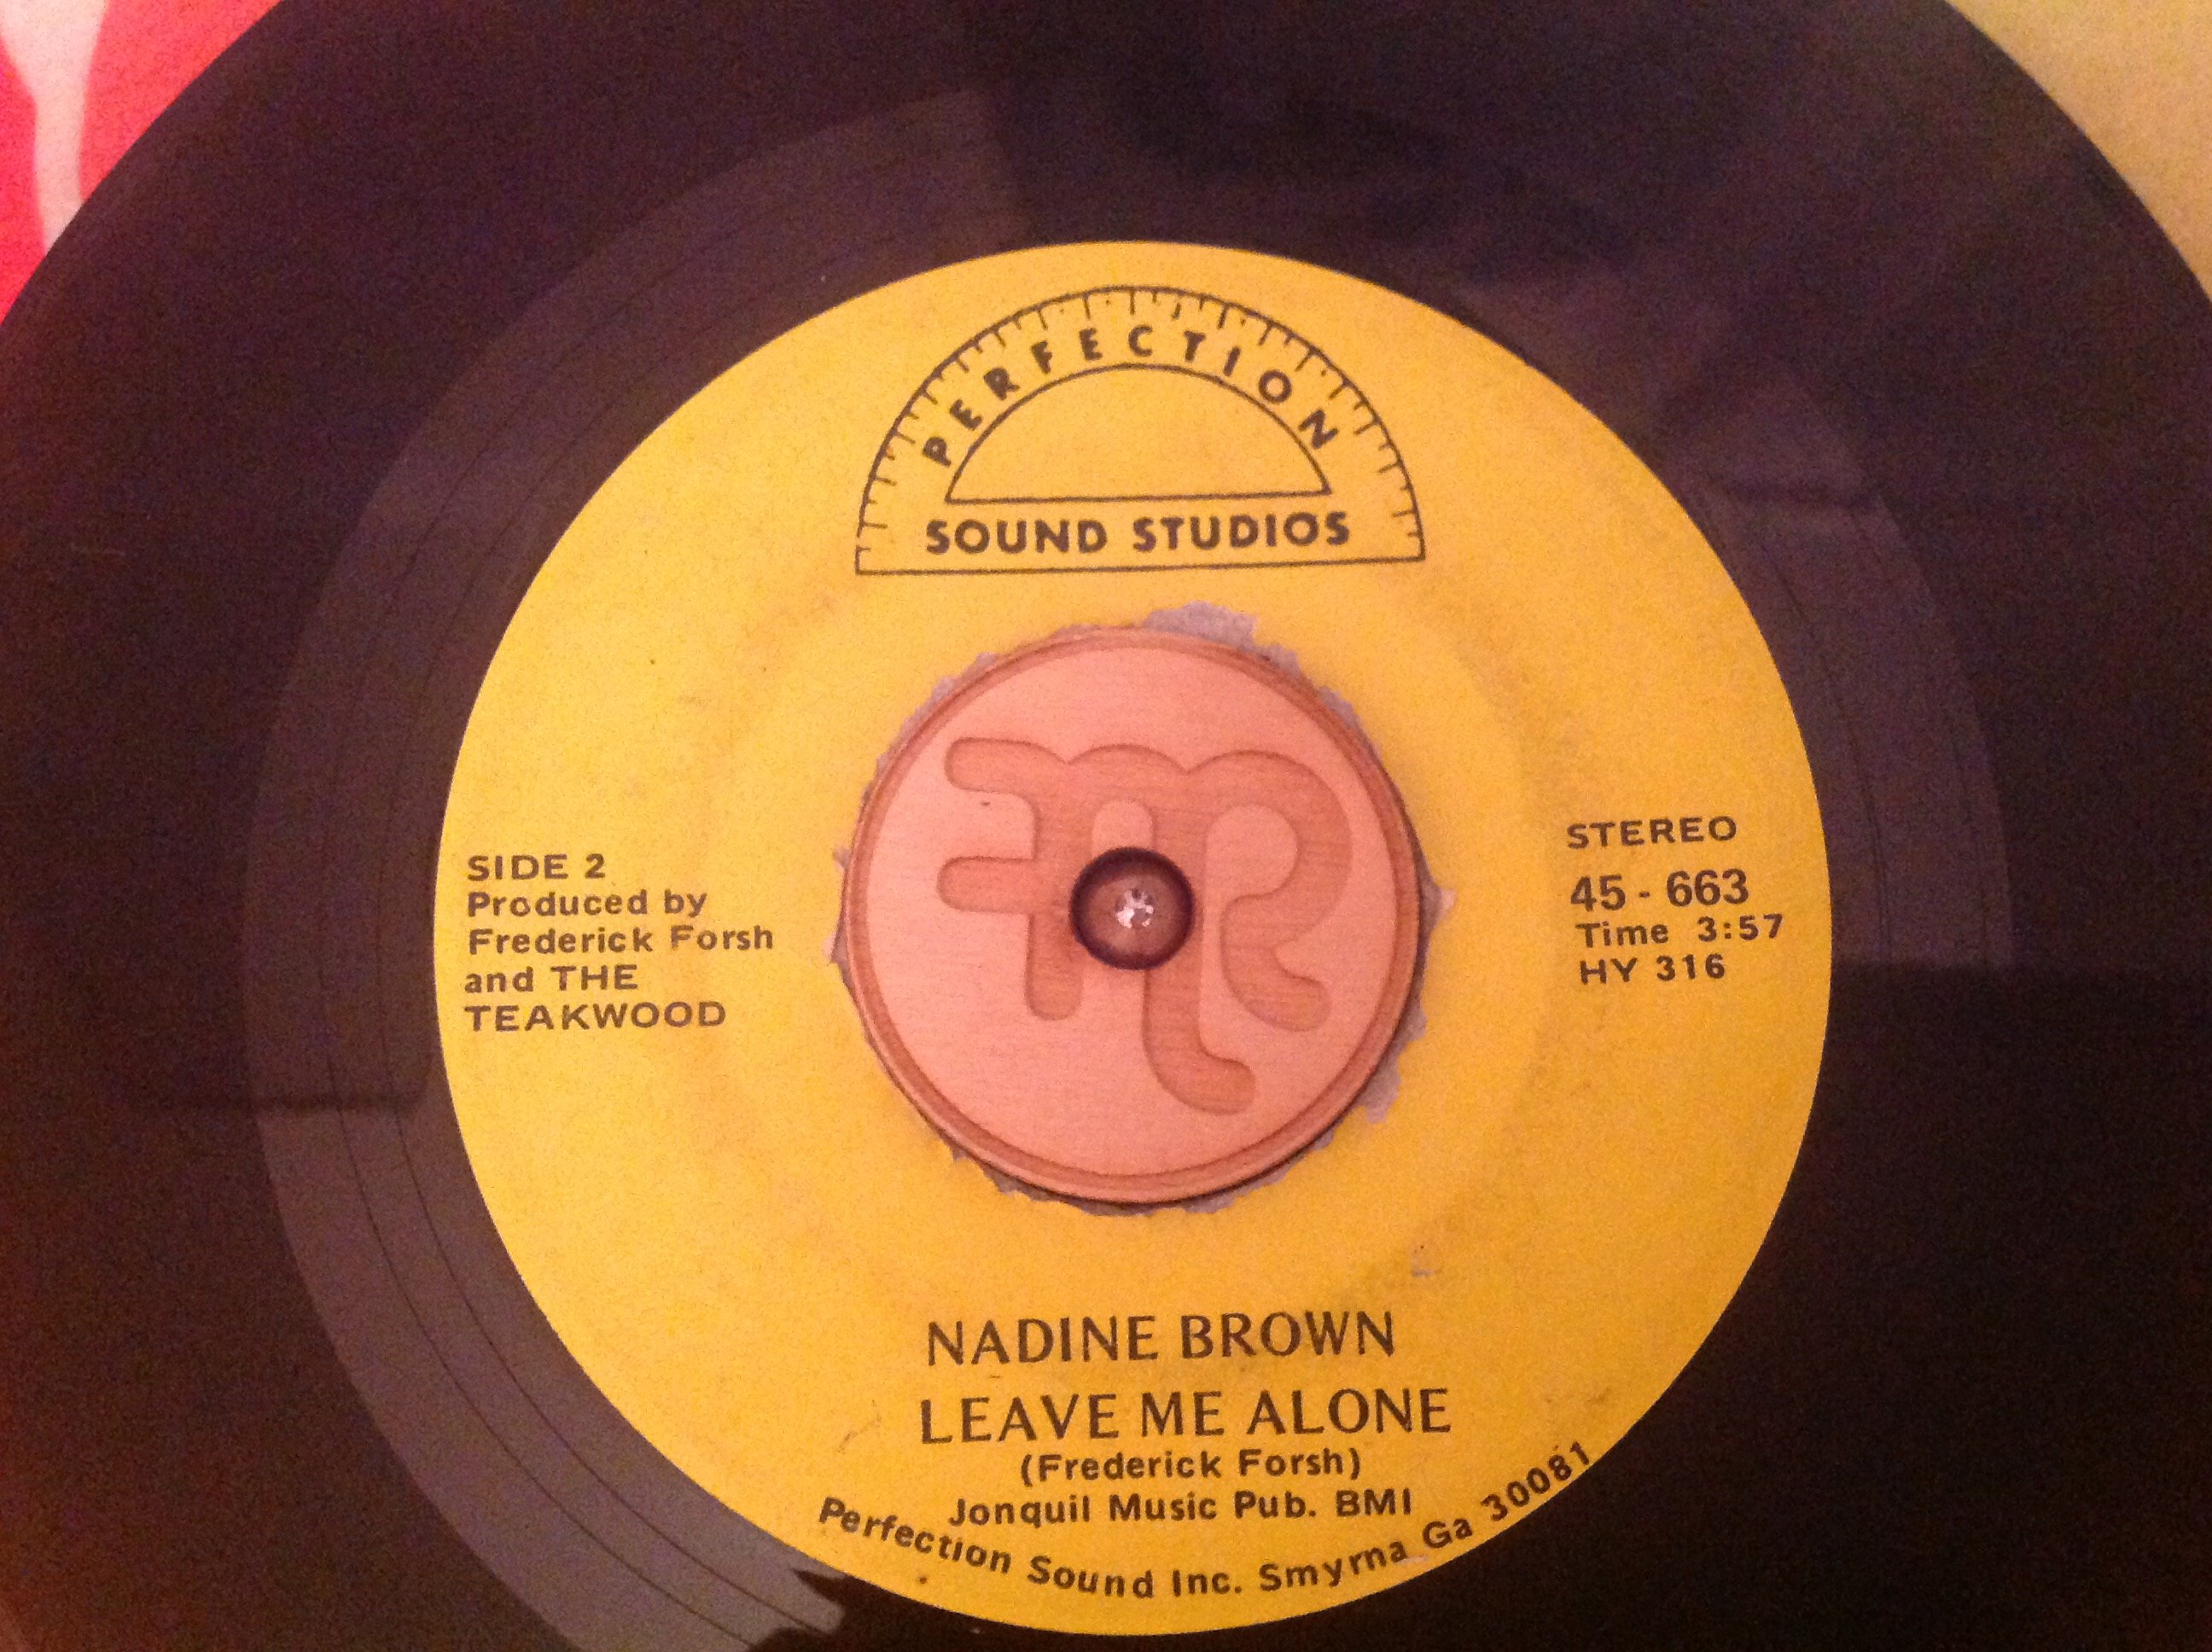 PERFECTION
SOUND STUDIOS
SIDE 2
Produced by
Frederick Forsh
and THE
TEAKWOOD
STEREO
45 - 663
Time 3:57
HY 316
NADINE BROWN
LEAVE ME ALONE
(Frederick Forsh)
Jonquil Music Pub. BMI
Perfection Sound Inc. Smyrna Ga 30081